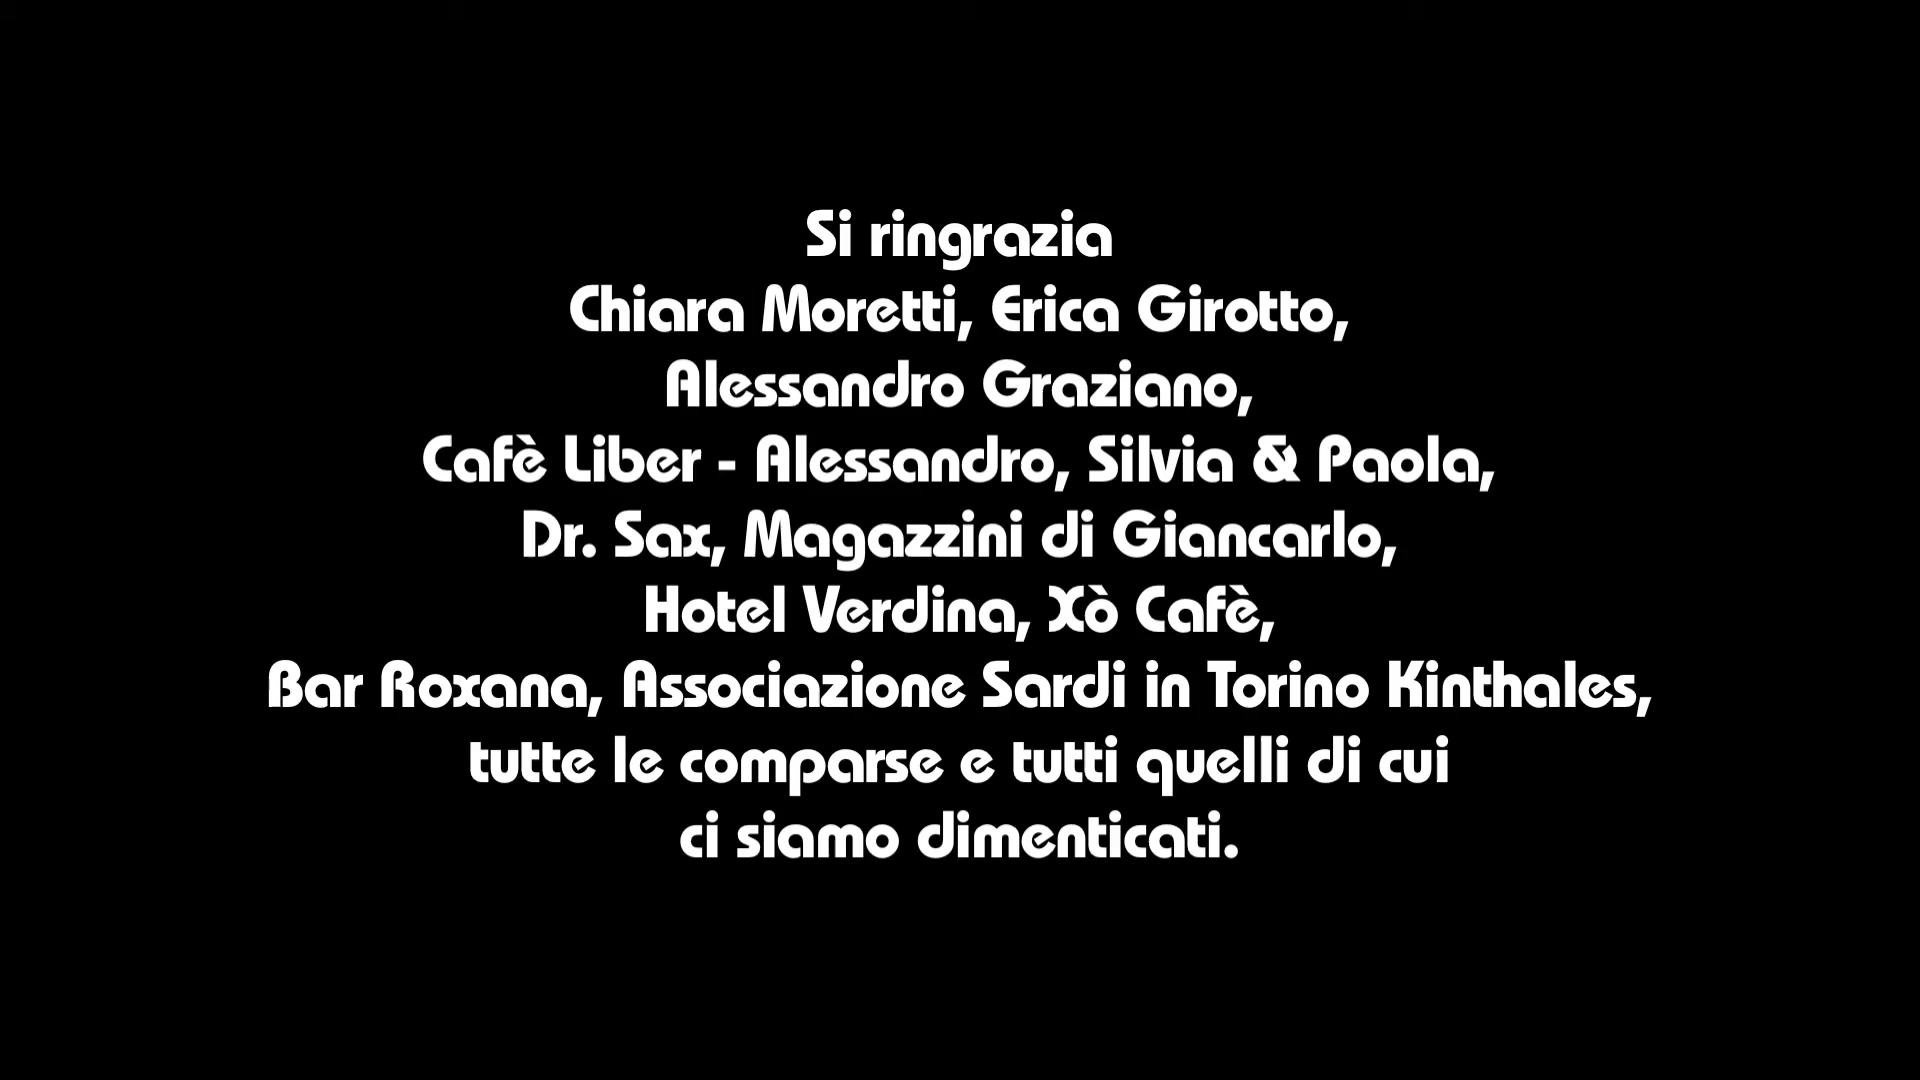 Si ringrazia
Chiara Moretti, Erica Girotto,
Alessandro Graziano,
Cafè Liber - Alessandro, Silvia & Paola,
Dr. Sax, Magazzini di Giancarlo,
Hotel Verdina, Xò Cafè,
Bar Roxana, Associazione Sardi in Torino Kinthales,
tutte le comparse e tutti quelli di cui
ci siamo dimenticati.